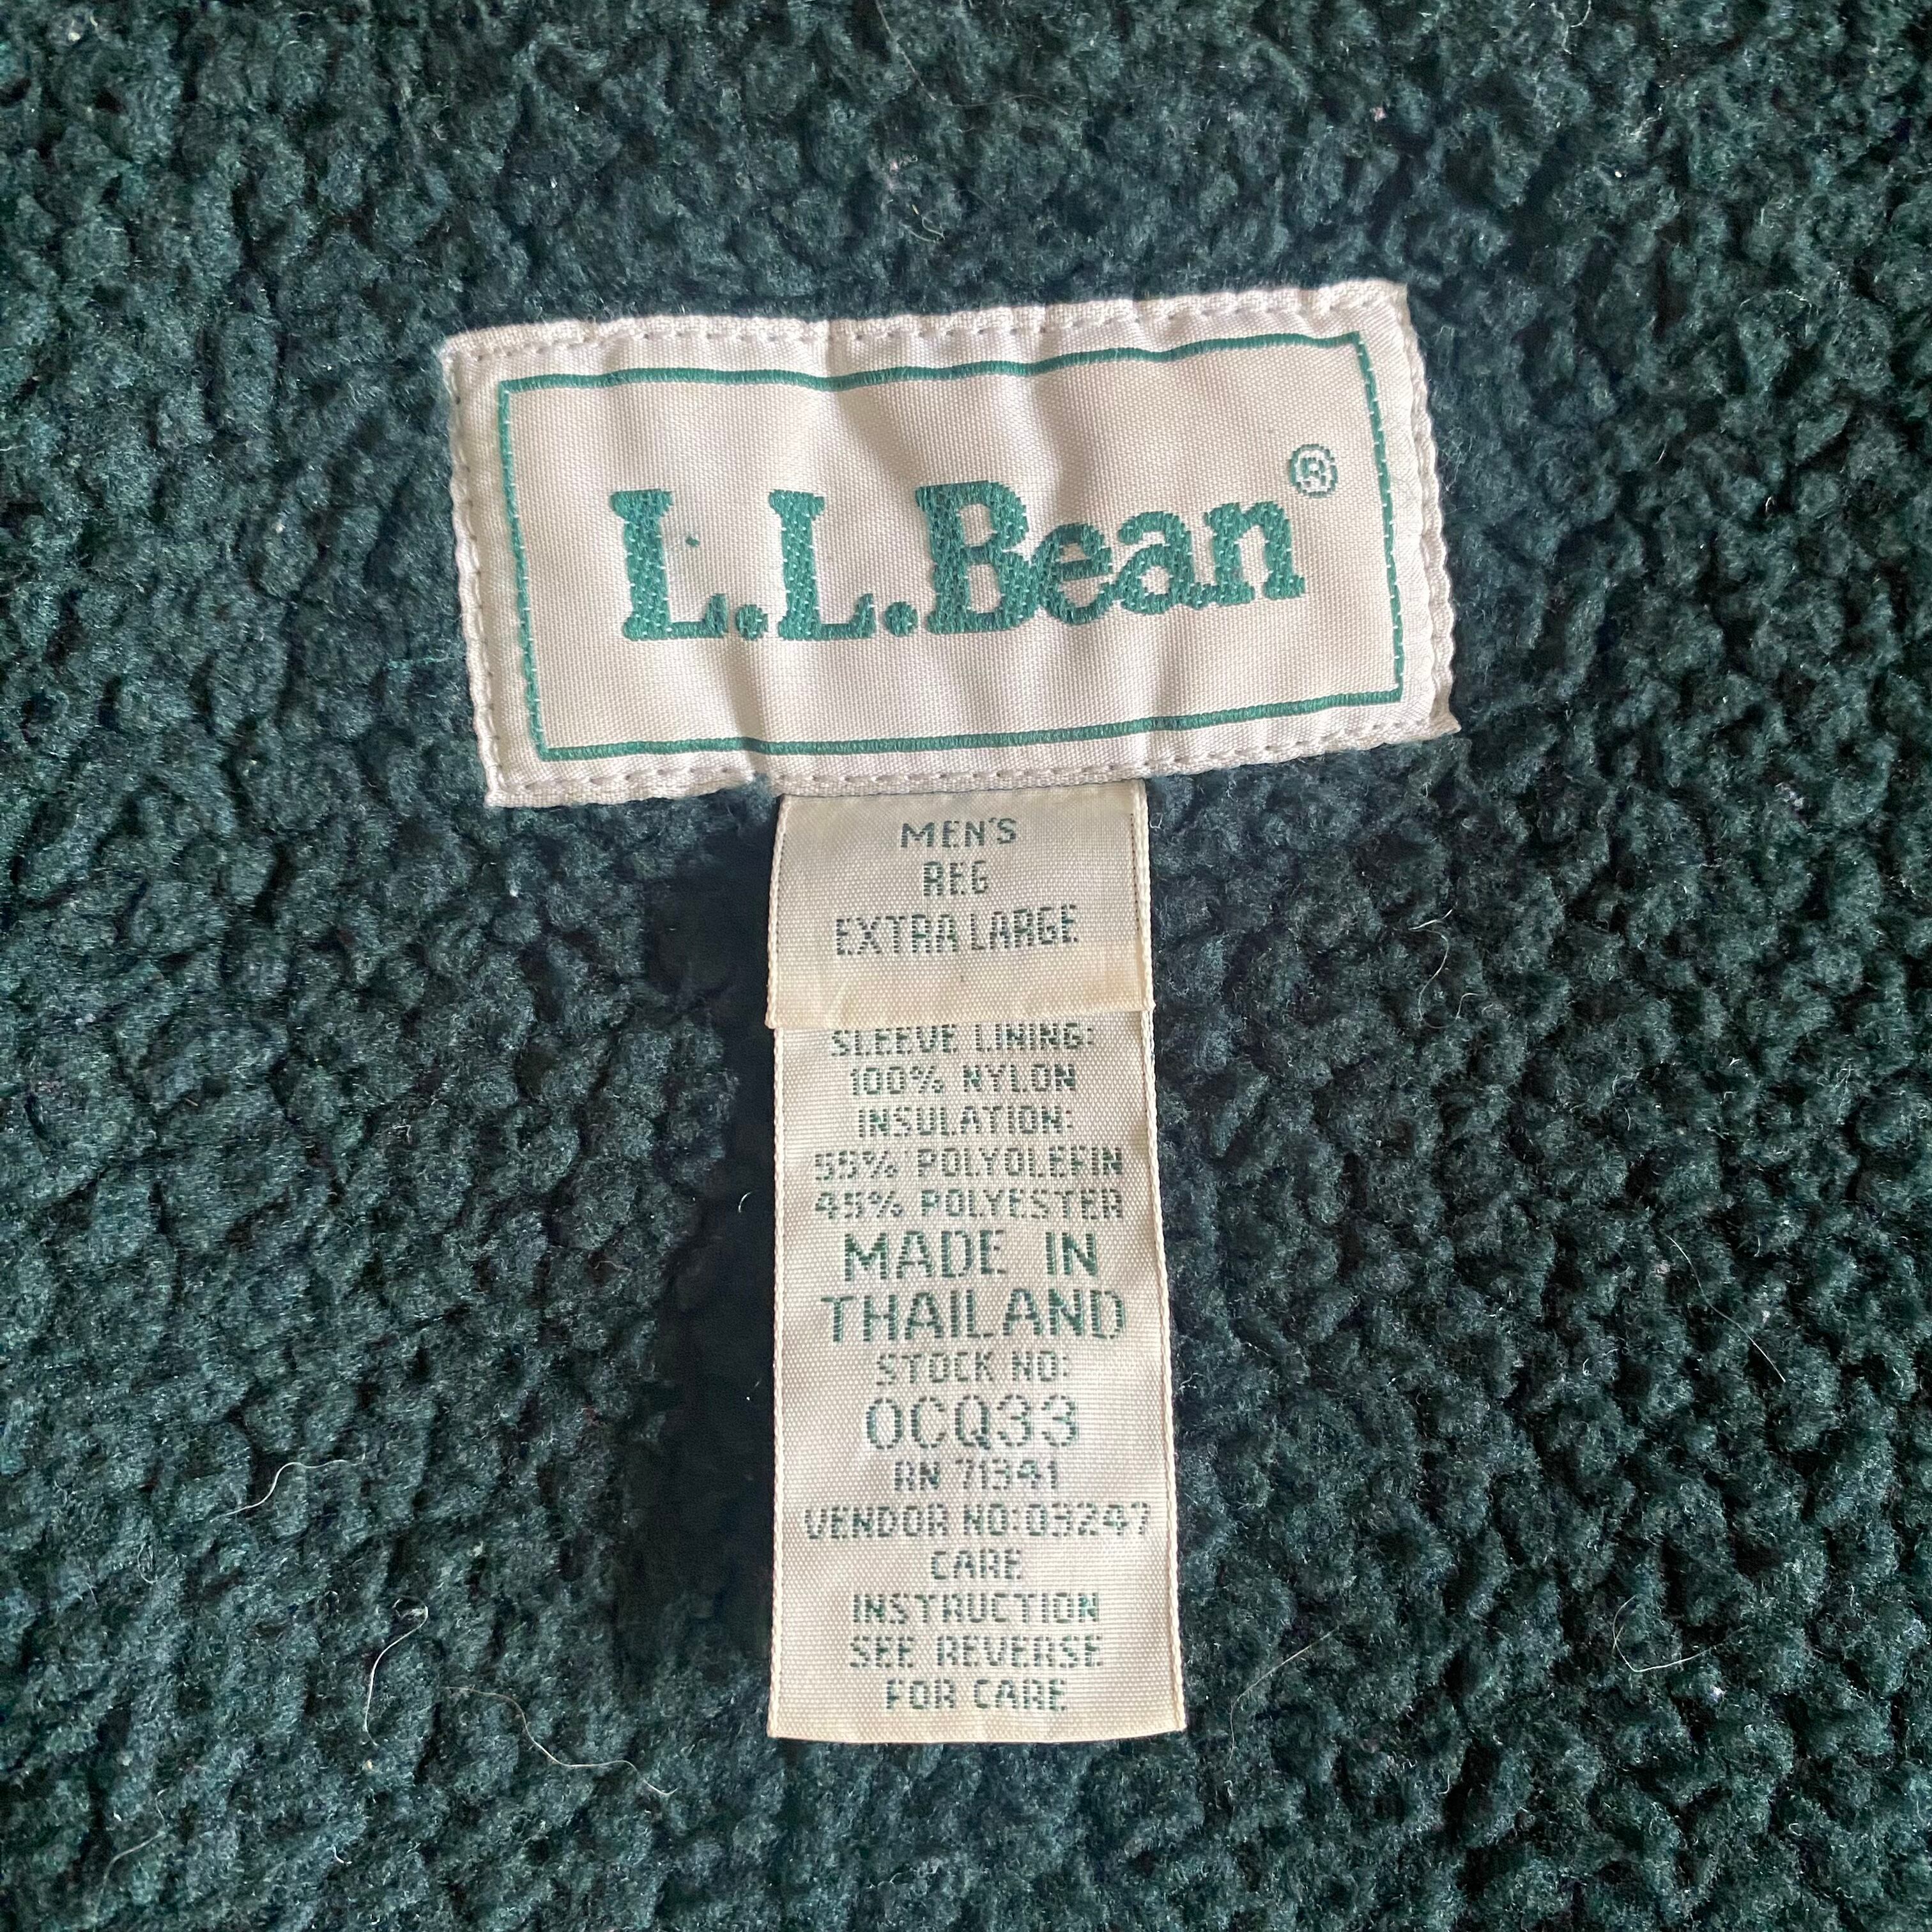 L.L.Bean®
MEN'S
REG
EXTRA LARGE
SLEEVE LINING:
100% NYLON
INSULATION:
55% POLYOLEFIN
45% POLYESTER
MADE IN
THAILAND
STOCK NO:
0CQ33
RN 71341
VENDOR NO:03247
CARE
INSTRUCTION
SEE REVERSE
FOR CARE